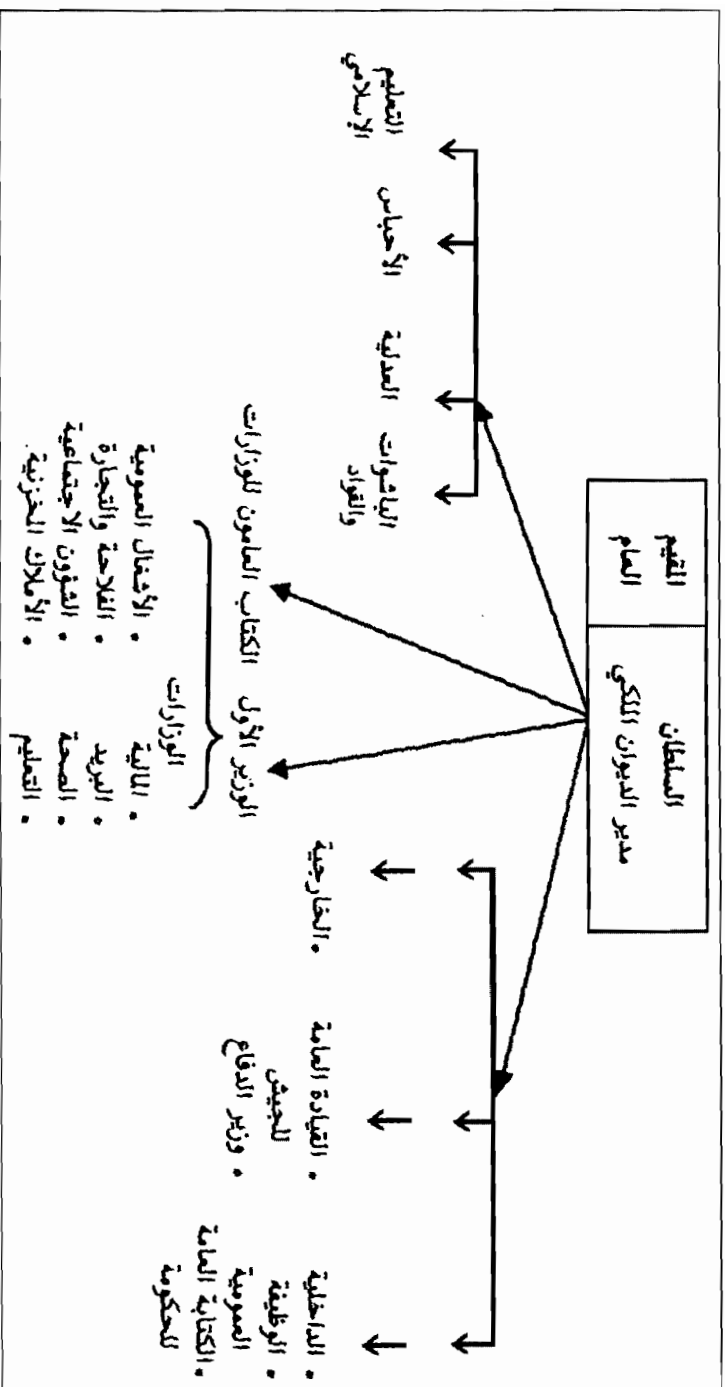 السلطان
مدير الديوان الملكي
المقيم
العام
• الداخلية
• الوظيفة
العمومية
• الكتابة العامة
للحكومة
• القيادة العامة
للجيش
• وزير الدفاع
• الخارجية
الوزير الأول
الكتاب العامون للوزارات
الوزارات
• المالية
• البريد
• الصحة
• التعليم
• الأشغال العمومية
• الفلاحة والتجارة
• الشؤون الاجتماعية
• الأملاك المخزنية.
الباشوات
والقواد
العدلية
الأحباس
التعليم
الإسلامي